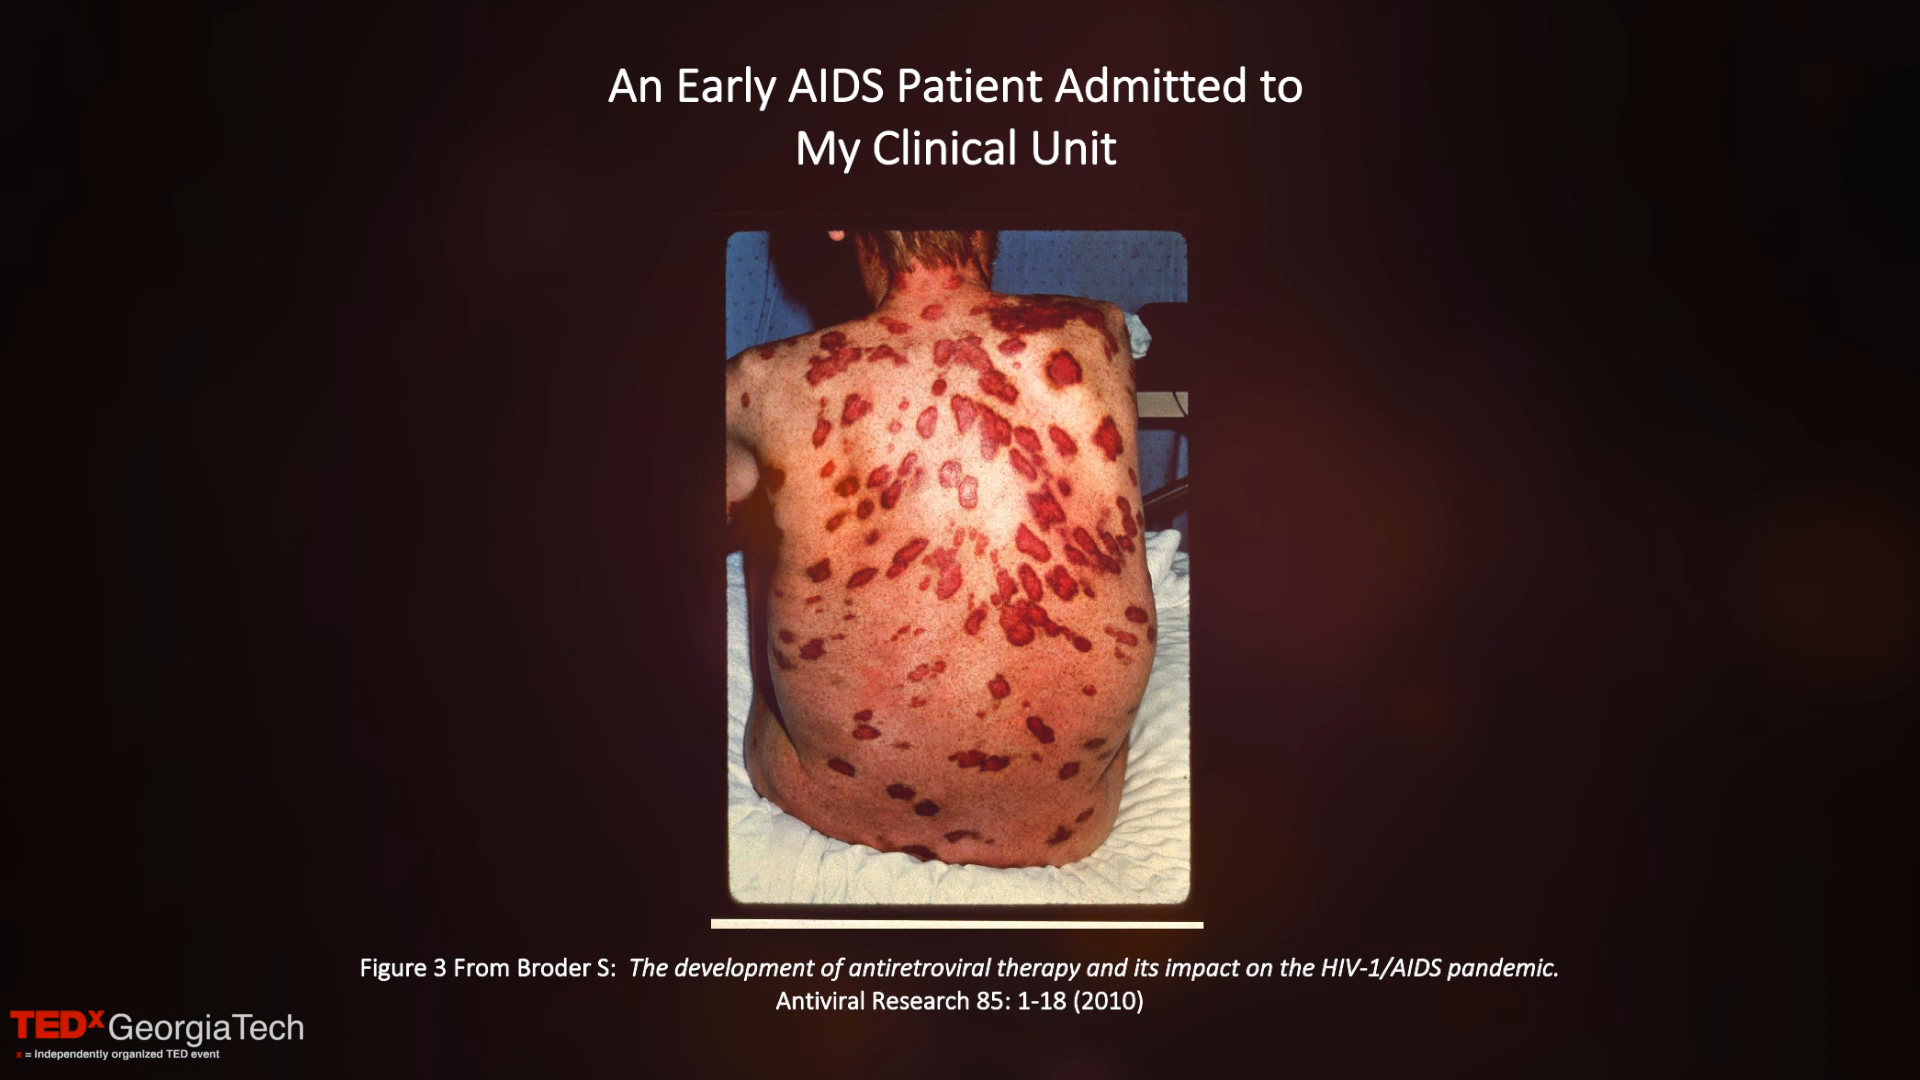 An Early AIDS Patient Admitted to
My Clinical Unit
Figure 3 From Broder S: The development of antiretroviral therapy and its impact on the HIV-1/AIDS pandemic.
Antiviral Research 85: 1-18 (2010)
TEDxGeorgiaTech
x = Independently organized TED event